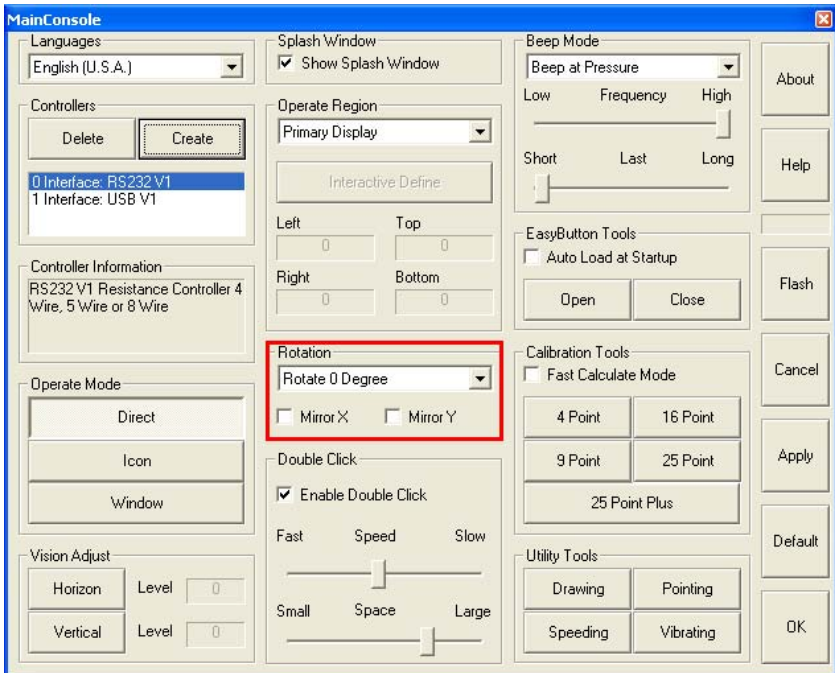 MainConsole
Languages
English (U.S.A.)
Controllers
Delete Create
0 Interface: RS232 V1
1 Interface: USB V1
Controller Information
RS232 V1 Resistance Controller 4
Wire, 5 Wire or 8 Wire
Operate Mode
Direct
Icon
Window
Vision Adjust
Horizon Level 0
Vertical Level 0
Splash Window
Show Splash Window
Operate Region
Primary Display
Interactive Define
Left Top
0 0
Right Bottom
0 0
Rotation
Rotate 0 Degree
Mirror X Mirror Y
Double Click
Enable Double Click
Fast Speed Slow
Small Space Large
Beep Mode
Beep at Pressure
Low Frequency High
Short Last Long
EasyButton Tools
Auto Load at Startup
Open Close
Calibration Tools
Fast Calculate Mode
4 Point 16 Point
9 Point 25 Point
25 Point Plus
Utility Tools
Drawing Pointing
Speeding Vibrating
About
Help
Flash
Cancel
Apply
Default
OK